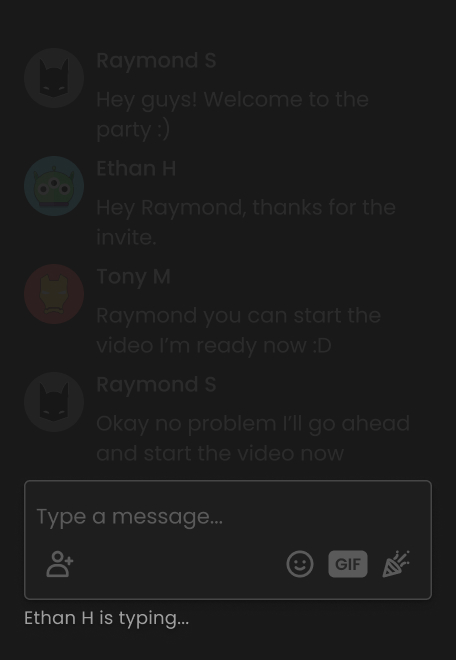 Raymond S
Hey guys! Welcome to the
party :)
Ethan H
Hey Raymond, thanks for the
invite.
Tony M
Raymond you can start the
video I’m ready now :D
Raymond S
Okay no problem I’ll go ahead
and start the video now
Type a message...
GIF
Ethan H is typing...